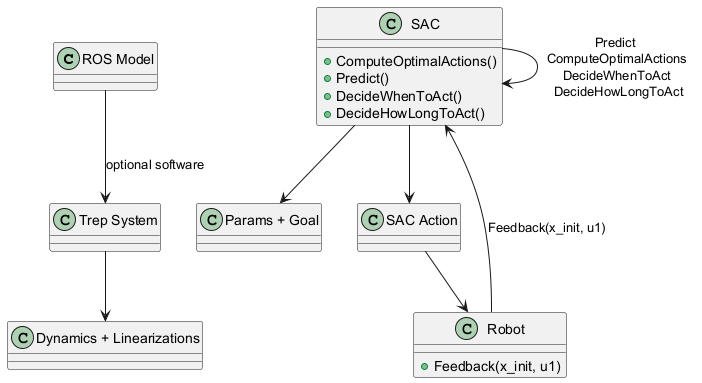 C SAC
ComputeOptimalActions()
Predict()
DecideWhenToAct()
DecideHowLongToAct()
Predict
ComputeOptimalActions
DecideWhenToAct
DecideHowLongToAct
C ROS Model
optional software
C Trep System
C Params + Goal
C SAC Action
Feedback(x_init, u1)
C Dynamics + Linearizations
C Robot
Feedback(x_init, u1)